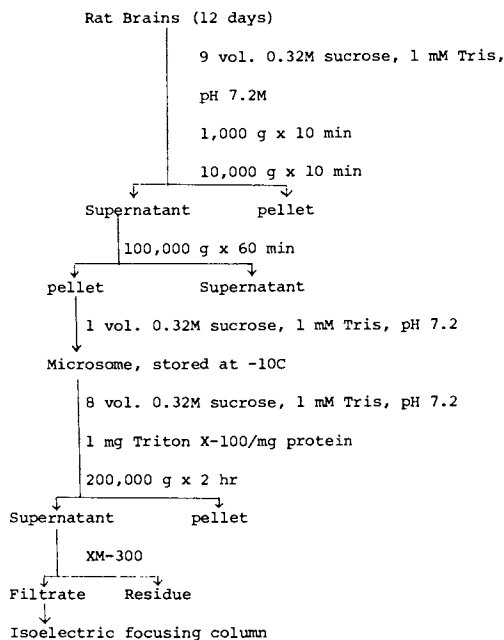 Rat Brains (12 days)
9 vol. 0.32M sucrose, 1 mM Tris,
pH 7.2M
1,000 g x 10 min
10,000 g x 10 min
Supernatant pellet
100,000 g x 60 min
pellet Supernatant
1 vol. 0.32M sucrose, 1 mM Tris, pH 7.2
Microsome, stored at -10C
8 vol. 0.32M sucrose, 1 mM Tris, pH 7.2
1 mg Triton X-100/mg protein
200,000 g x 2 hr
Supernatant pellet
XM-300
Filtrate Residue
Isoelectric focusing column